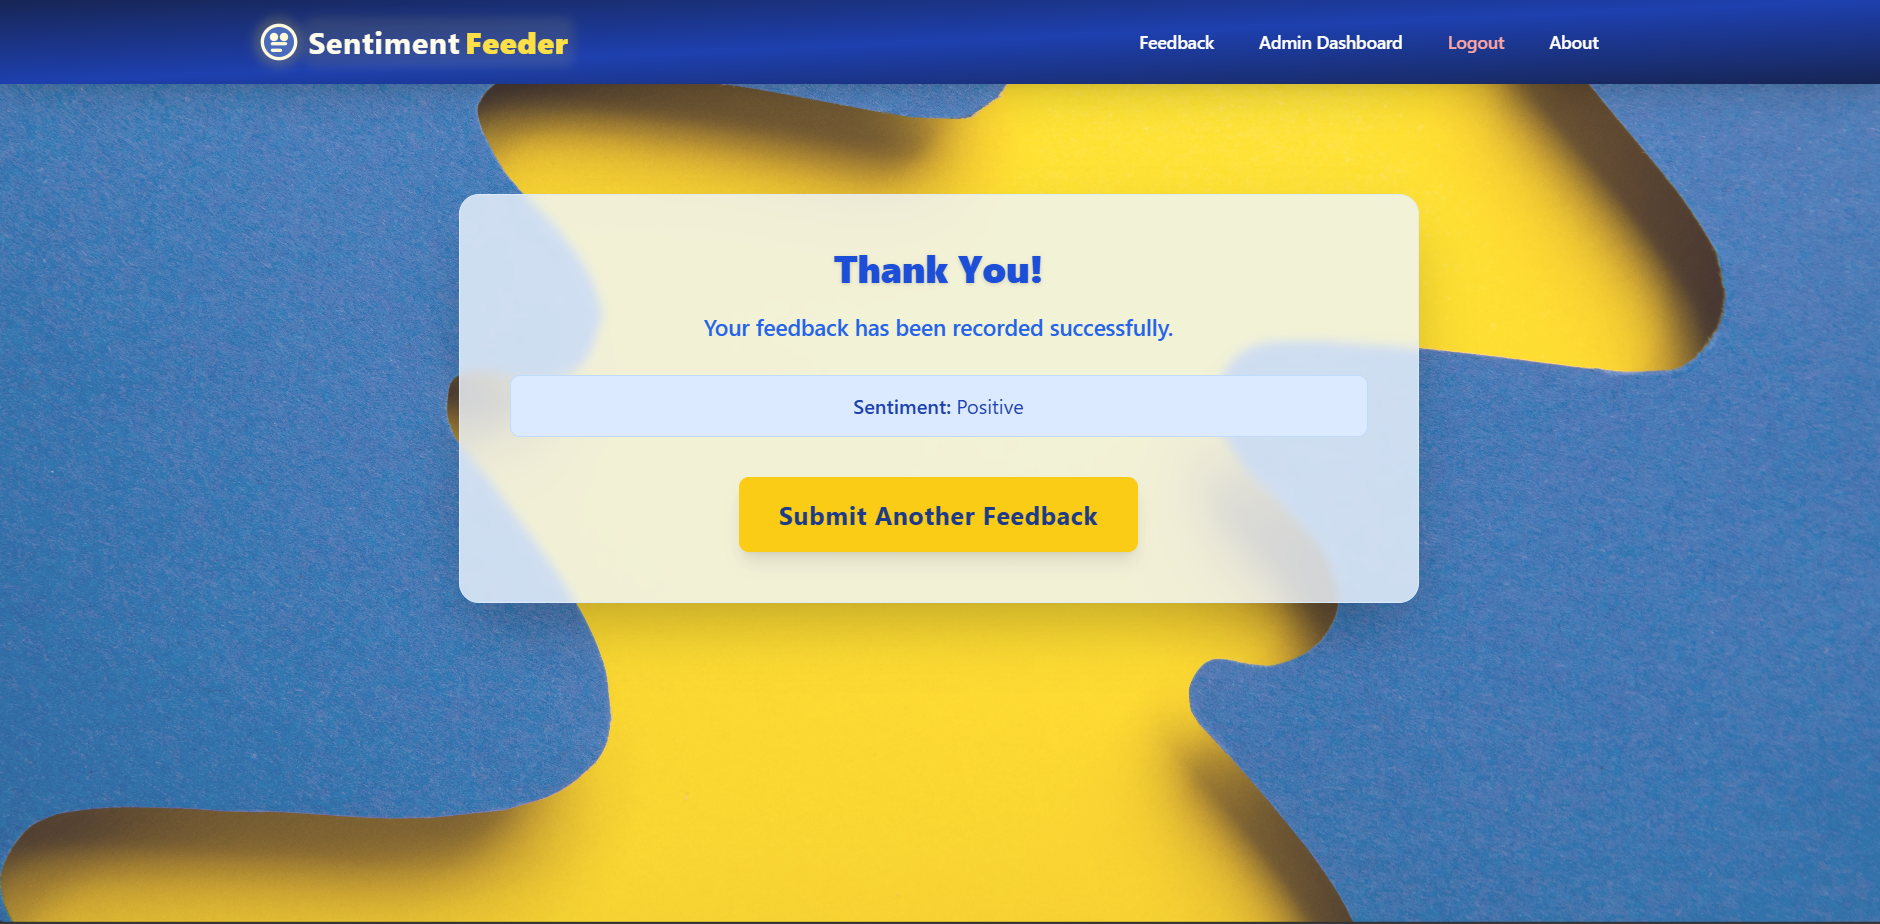 Sentiment Feeder
Feedback Admin Dashboard Logout About
Thank You!
Your feedback has been recorded successfully.
Sentiment: Positive
Submit Another Feedback